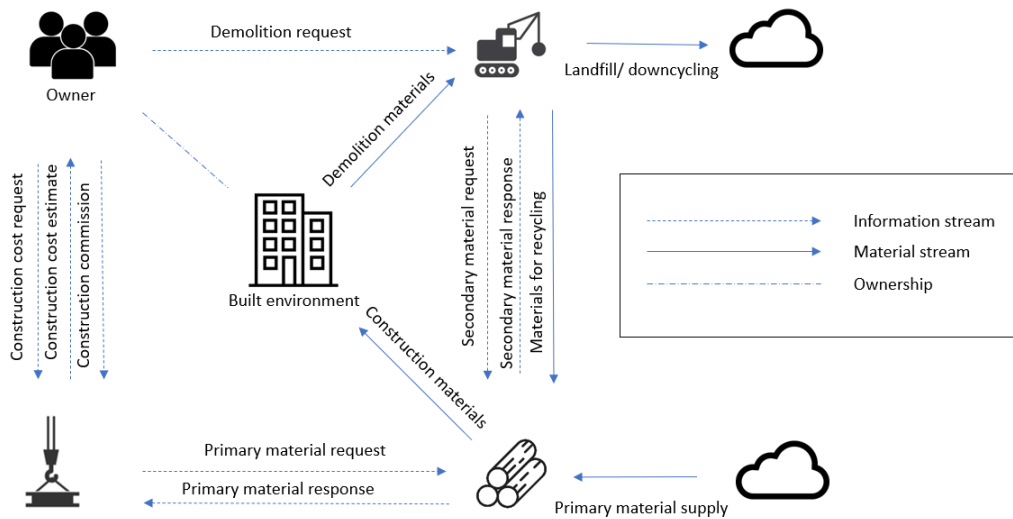 Demolition request
Owner
Landfill/ downcycling
Demolition materials
Construction cost request
Construction cost estimate
Construction commission
Built environment
Secondary material request
Secondary material response
Materials for recycling
Information stream
Material stream
Ownership
Construction materials
Primary material request
Primary material response
Primary material supply